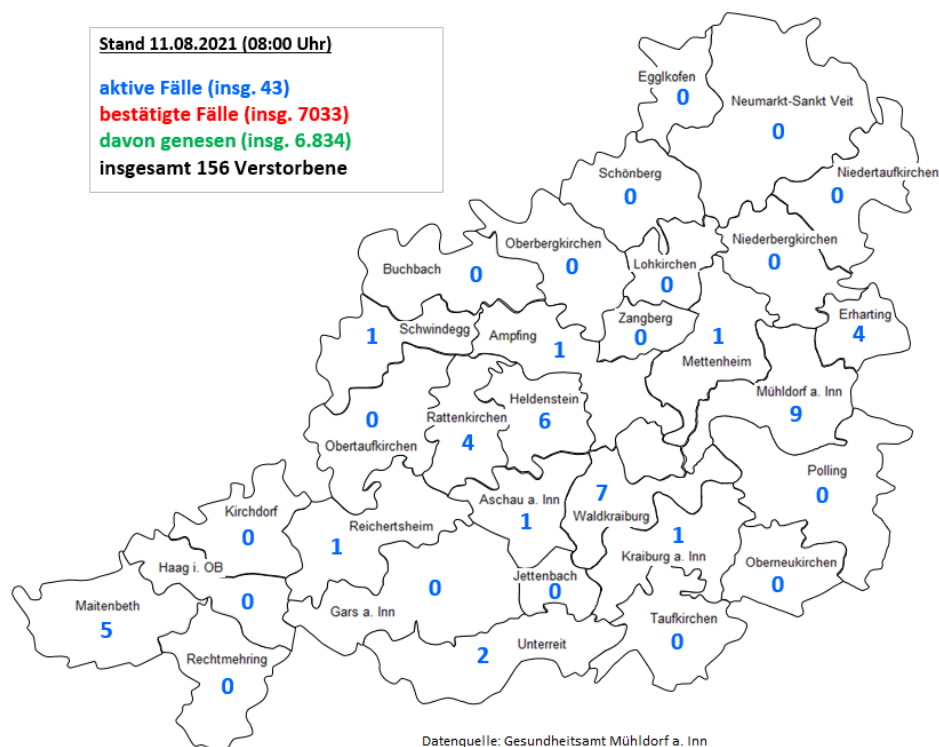 Stand 11.08.2021 (08:00 Uhr)
aktive Fälle (insg. 43)
bestätigte Fälle (insg. 7033)
davon genesen (insg. 6.834)
insgesamt 156 Verstorbene
Egglkofen
0
Neumarkt-Sankt Veit
0
Schönberg
0
Niedertaufkirchen
0
Oberbergkirchen
0
Lohkirchen
0
Niederbergkirchen
0
Buchbach
0
Schwindegg
1
Ampfing
1
Zangberg
0
Mettenheim
1
Erharting
4
Obertaufkirchen
0
Rattenkirchen
4
Heldenstein
6
Mühldorf a. Inn
9
Kirchdorf
0
Reichertsheim
1
Aschau a. Inn
1
Waldkraiburg
7
Kraiburg a. Inn
1
Polling
0
Haag i. OB
0
Maitenbeth
5
Gars a. Inn
0
Jettenbach
0
Oberneukirchen
0
Rechtmehring
0
Unterreit
2
Taufkirchen
0
Datenquelle: Gesundheitsamt Mühldorf a. Inn